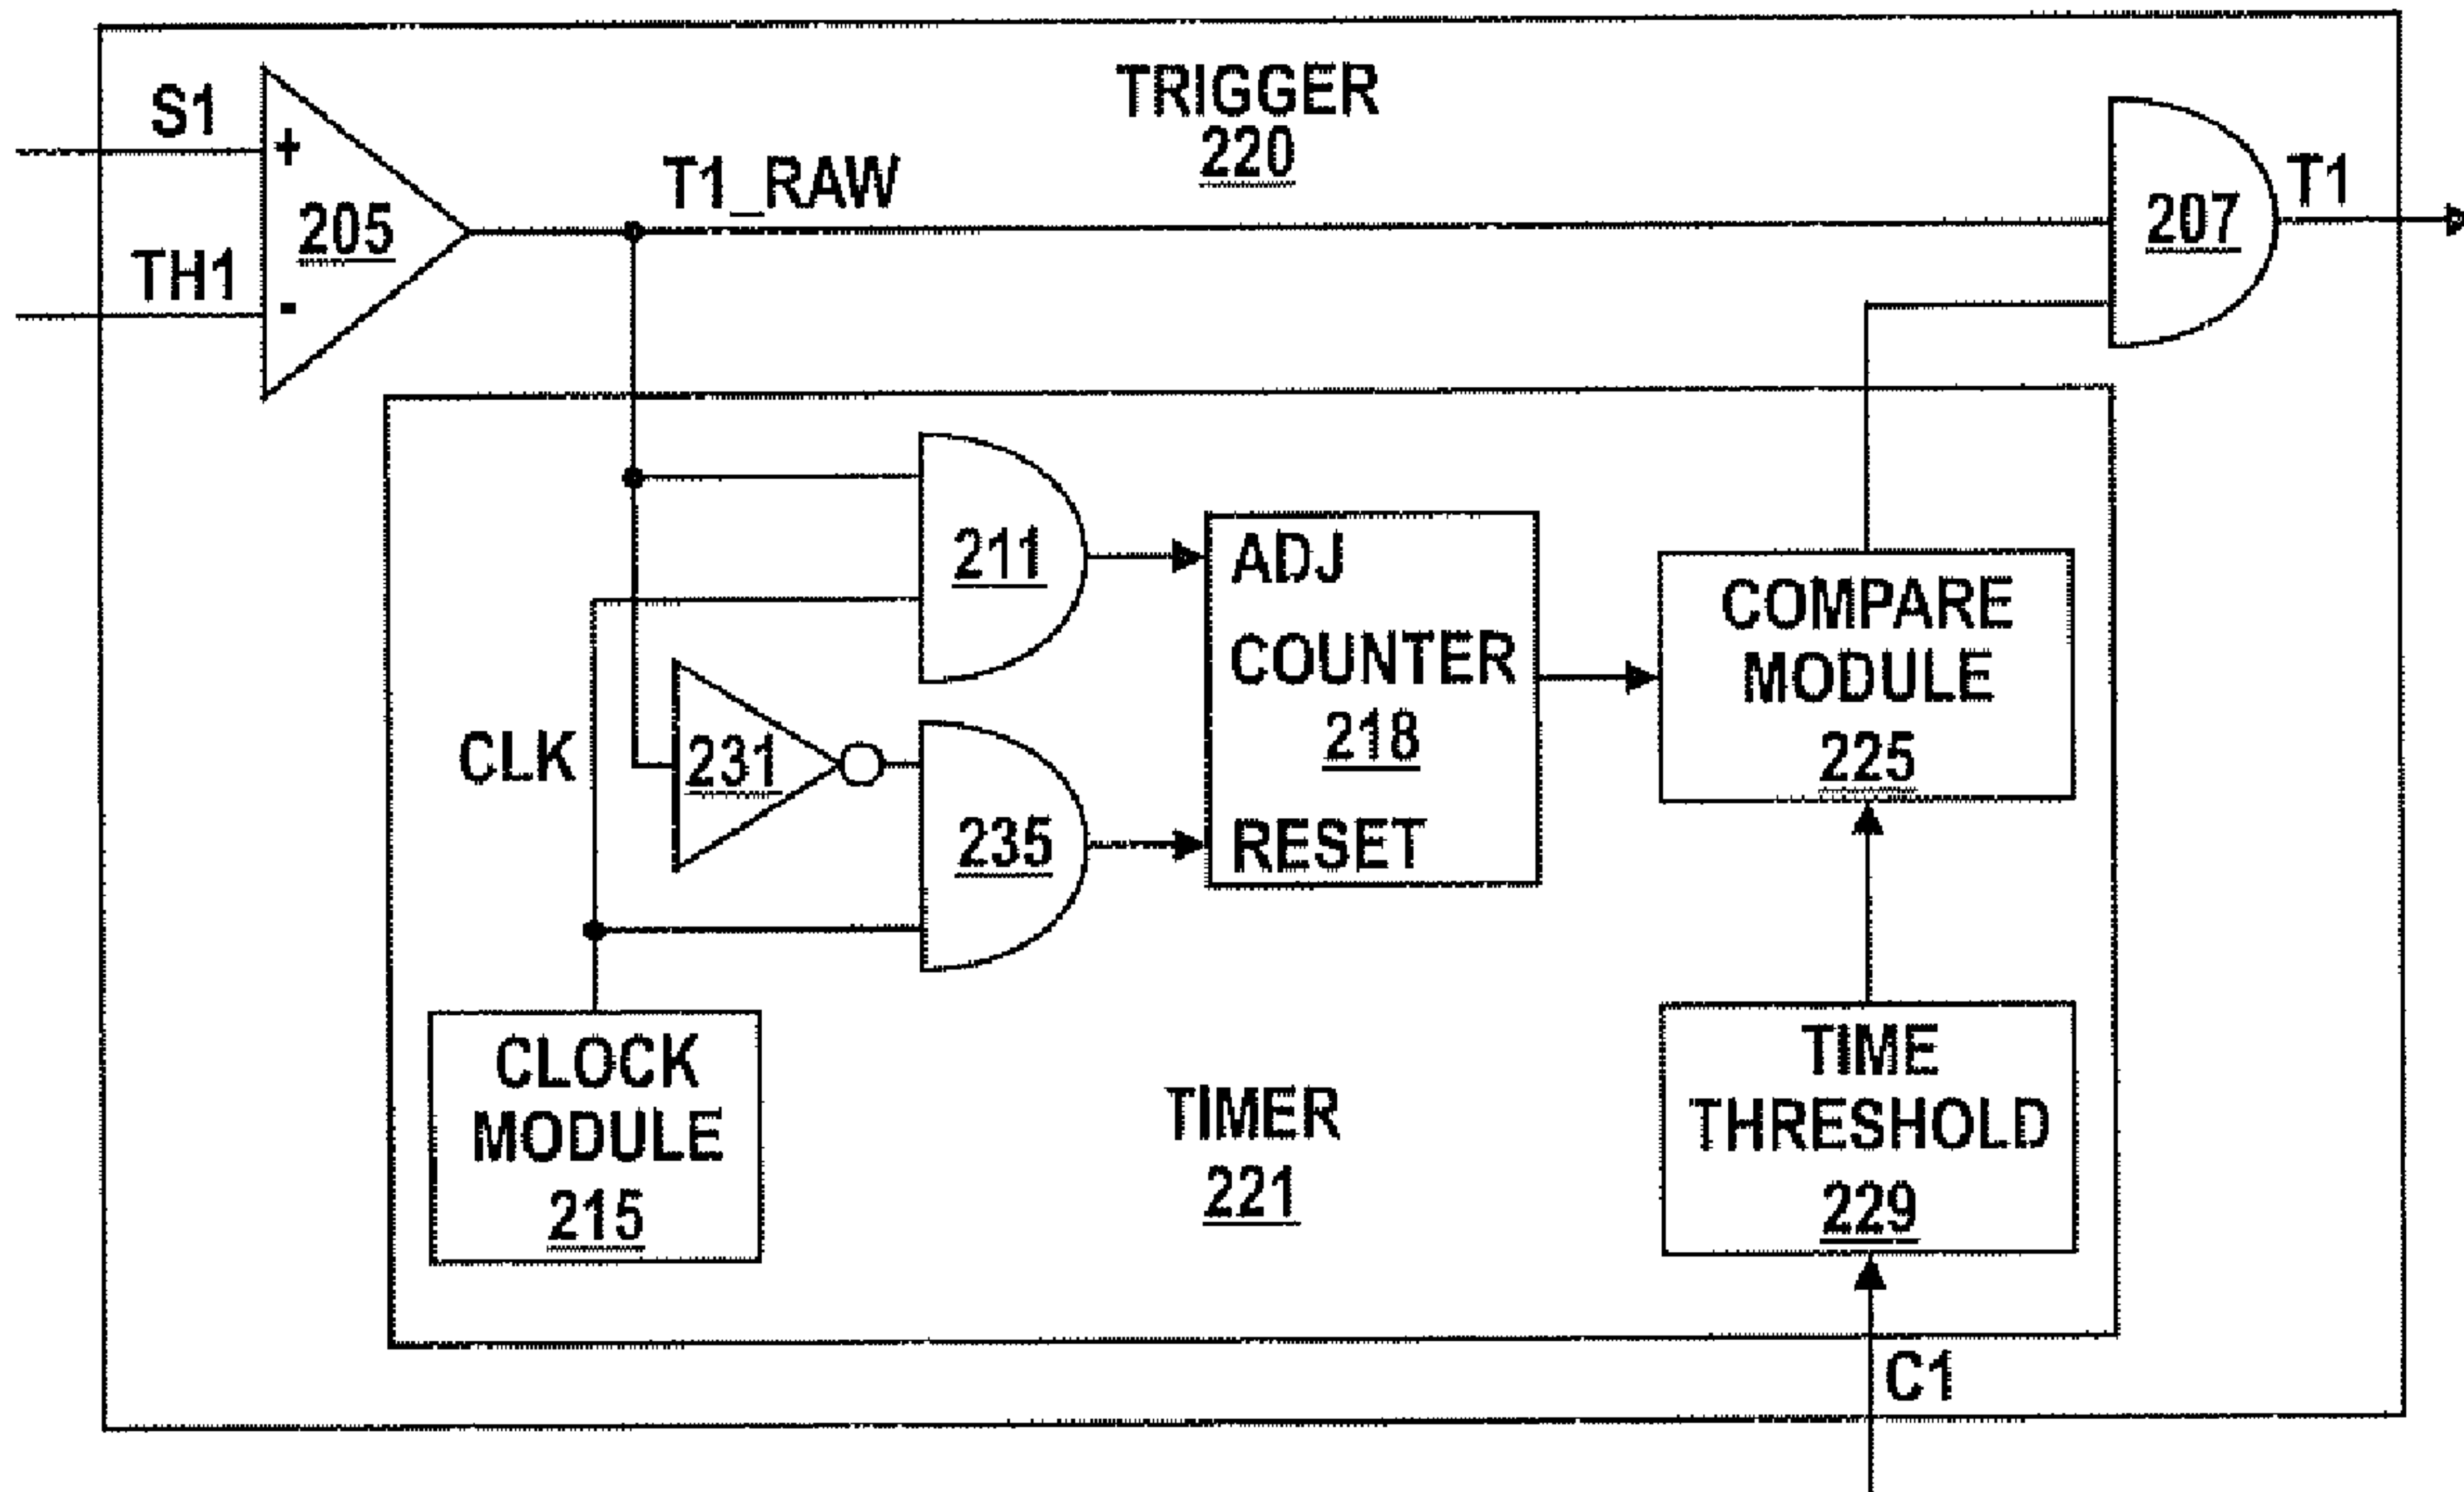 TRIGGER
220
S1
+
205
TH1
-
T1_RAW
207
T1
211
ADJ
COUNTER
218
RESET
COMPARE
MODULE
225
CLK
231
235
CLOCK
MODULE
215
TIMER
221
TIME
THRESHOLD
229
C1